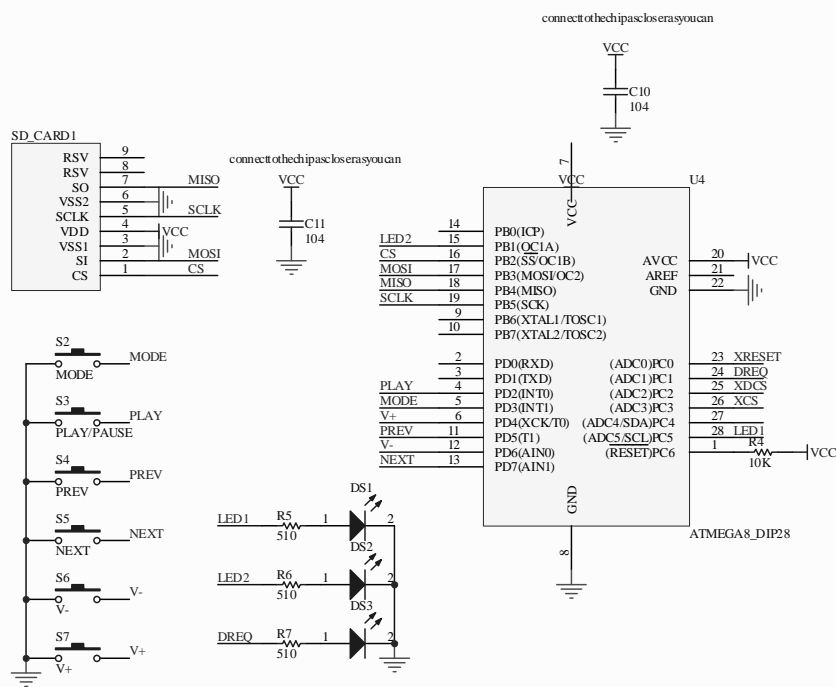 connecttothechipascloserasyoucan
VCC
C10
104
SD_CARD1
RSV 9
RSV 8
SO 7 MISO
VSS2 6
SCLK 5 SCLK
VDD 4 VCC
VSS1 3
SI 2 MOSI
CS 1 CS
connecttothechipascloserasyoucan
VCC
C11
104
7
VCC
VCC
U4
14 PB0(ICP)
LED2 15 PB1(OC1A)
CS 16 PB2(SS/OC1B)
MOSI 17 PB3(MOSI/OC2)
MISO 18 PB4(MISO)
SCLK 19 PB5(SCK)
9 PB6(XTAL1/TOSC1)
10 PB7(XTAL2/TOSC2)
2 PD0(RXD)
3 PD1(TXD)
PLAY 4 PD2(INT0)
MODE 5 PD3(INT1)
V+ 6 PD4(XCK/T0)
PREV 11 PD5(T1)
V- 12 PD6(AIN0)
NEXT 13 PD7(AIN1)
AVCC 20 VCC
AREF 21
GND 22
(ADC0)PC0 23 XRESET
(ADC1)PC1 24 DREQ
(ADC2)PC2 25 XDCS
(ADC3)PC3 26 XCS
(ADC4/SDA)PC4 27
(ADC5/SCL)PC5 28 LED1
(RESET)PC6 1 R4 VCC
10K
GND
8
ATMEGA8_DIP28
S2
MODE
MODE
S3
PLAY
PLAY/PAUSE
S4
PREV
PREV
S5
NEXT
NEXT
S6
V-
V-
S7
V+
V+
DS1
LED1 R5 1 2
510
DS2
LED2 R6 1 2
510
DS3
DREQ R7 1 2
510